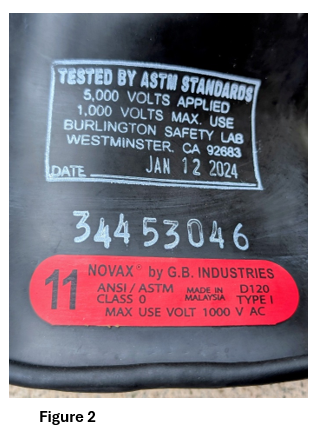 TESTED BY ASTM STANDARDS
5,000 VOLTS APPLIED
1,000 VOLTS MAX. USE
BURLINGTON SAFETY LAB
WESTMINSTER, CA 92683
DATE JAN 12 2024
34453046
11 NOVAX® by G.B. INDUSTRIES
ANSI / ASTM MADE IN D120
CLASS 0 MALAYSIA TYPE I
MAX USE VOLT 1000 V AC
Figure 2